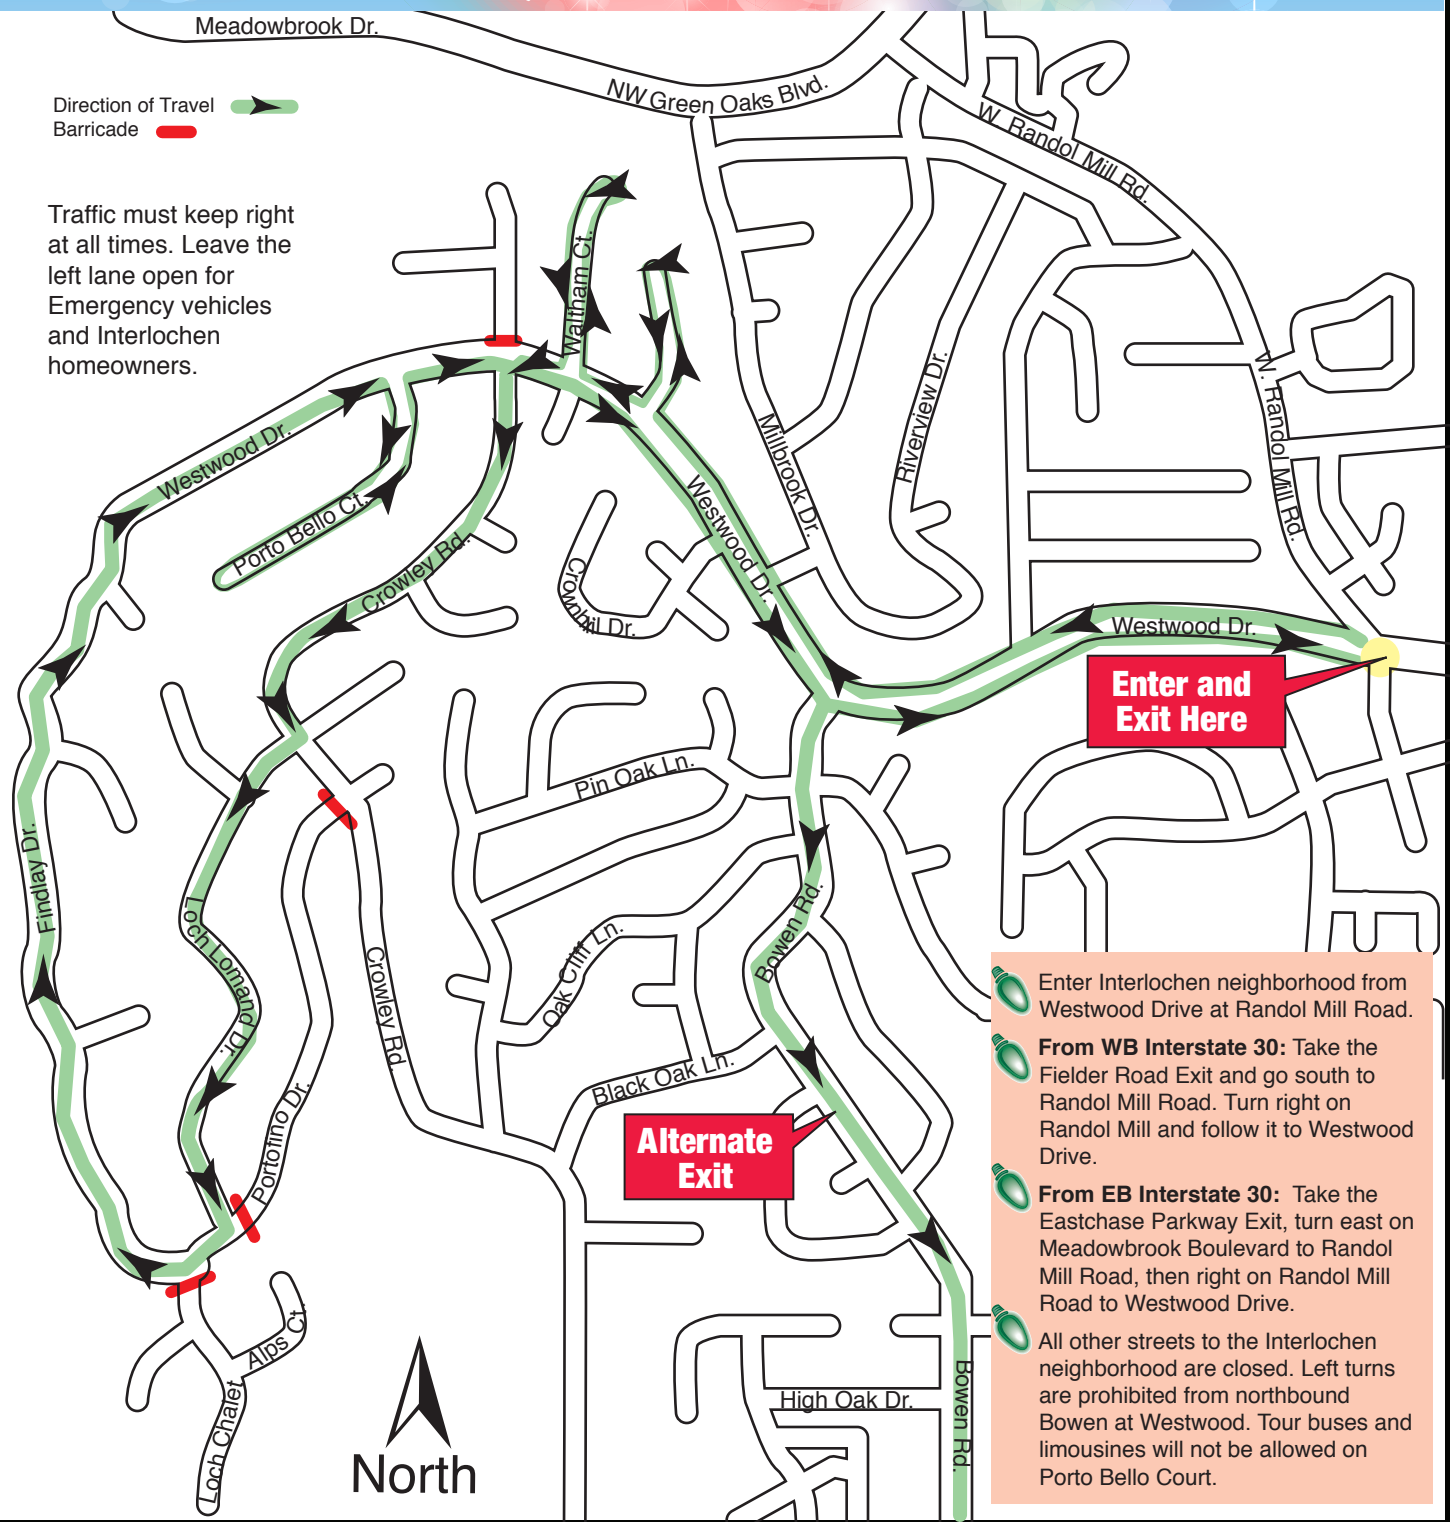 Meadowbrook Dr.
NW Green Oaks Blvd.
W. Randol Mill Rd.
Direction of Travel
Barricade
Traffic must keep right
at all times. Leave the
left lane open for
Emergency vehicles
and Interlochen
homeowners.
Waltham Ct.
Westwood Dr.
Porto Bello Ct.
Crowley Rd.
Millbrook Dr.
Riverview Dr.
W. Randol Mill Rd.
Westwood Dr.
Crownhil Dr.
Westwood Dr.
Enter and
Exit Here
Pin Oak Ln.
Findlay Dr.
Loch Lomand Dr.
Bowen Rd.
Oak Cliff Ln.
Crowley Rd.
Portofino Dr.
Black Oak Ln.
Alternate
Exit
Alps Ct.
Loch Chalet
North
High Oak Dr.
Bowen Rd.
Enter Interlochen neighborhood from
Westwood Drive at Randol Mill Road.
From WB Interstate 30: Take the
Fielder Road Exit and go south to
Randol Mill Road. Turn right on
Randol Mill and follow it to Westwood
Drive.
From EB Interstate 30: Take the
Eastchase Parkway Exit, turn east on
Meadowbrook Boulevard to Randol
Mill Road, then right on Randol Mill
Road to Westwood Drive.
All other streets to the Interlochen
neighborhood are closed. Left turns
are prohibited from northbound
Bowen at Westwood. Tour buses and
limousines will not be allowed on
Porto Bello Court.